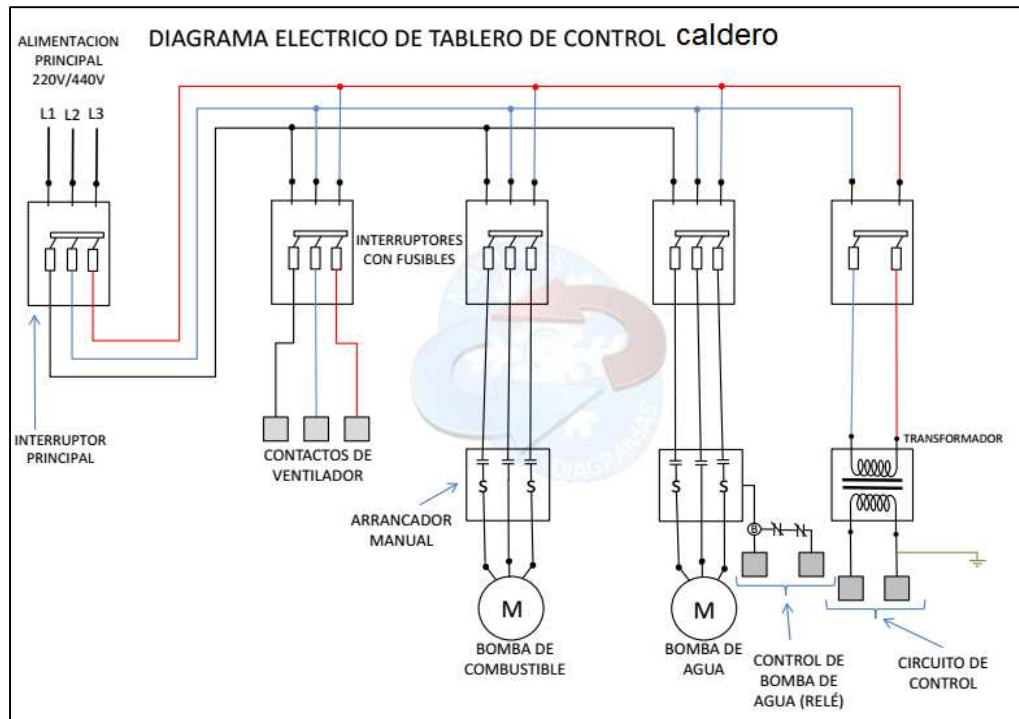 ALIMENTACION
PRINCIPAL
220V/440V
DIAGRAMA ELECTRICO DE TABLERO DE CONTROL caldero
L1 L2 L3
INTERRUPTORES
CON FUSIBLES
INTERRUPTOR
PRINCIPAL
CONTACTOS DE
VENTILADOR
TRANSFORMADOR
ARRANCADOR
MANUAL
S S S S
B
M M
BOMBA DE
COMBUSTIBLE
BOMBA DE
AGUA
CONTROL DE
BOMBA DE
AGUA (RELÉ)
CIRCUITO DE
CONTROL
DIAGRAMAS